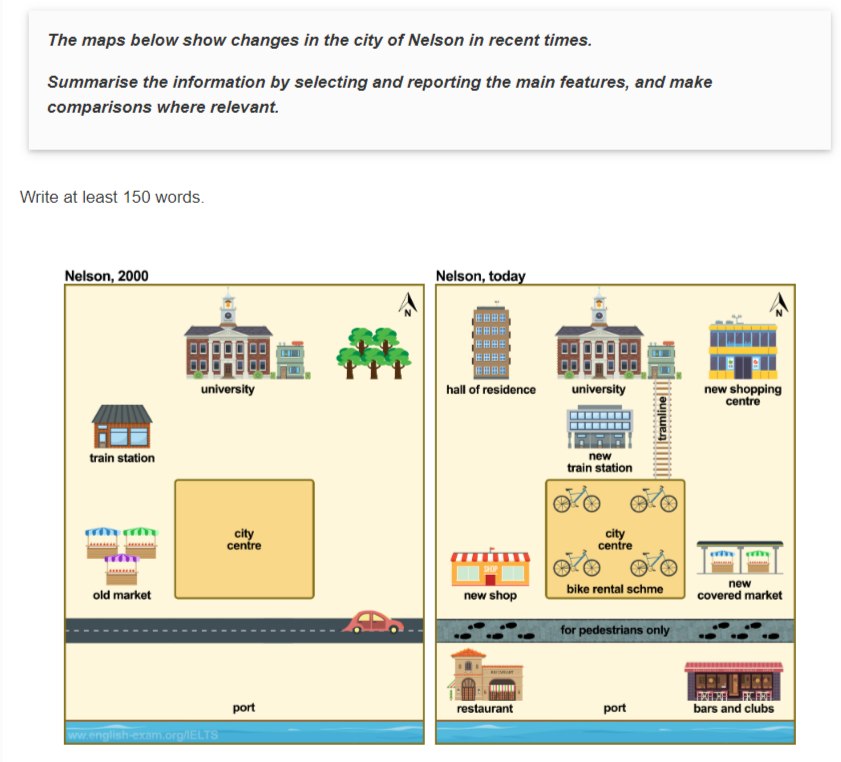 The maps below show changes in the city of Nelson in recent times.
Summarise the information by selecting and reporting the main features, and make
comparisons where relevant.
Write at least 150 words.
Nelson, 2000
N
university
train station
city
centre
old market
port
ww.english-exam.org/IELTS
Nelson, today
N
hall of residence
university
new shopping
centre
tramline
new
train station
city
centre
bike rental schme
SHOP
new shop
new
covered market
for pedestrians only
RESTAURANT
restaurant
port
bars and clubs